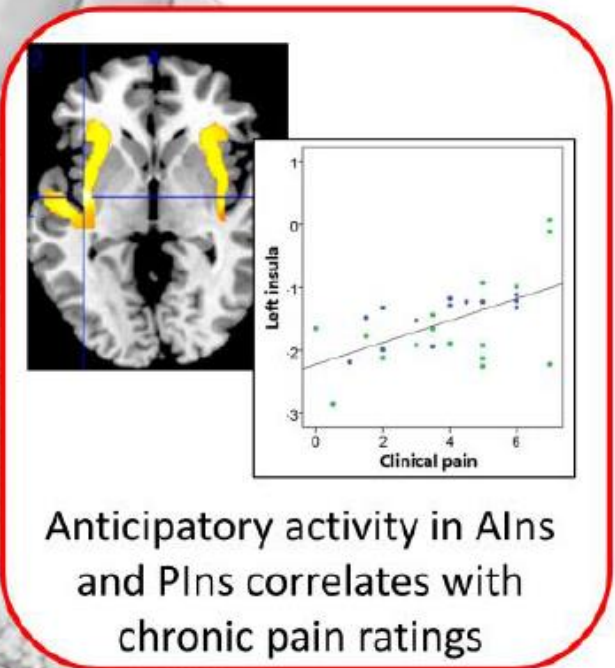 1
0
-1
-2
-3
Left insula
0 2 4 6
Clinical pain
Anticipatory activity in AIns
and PIns correlates with
chronic pain ratings